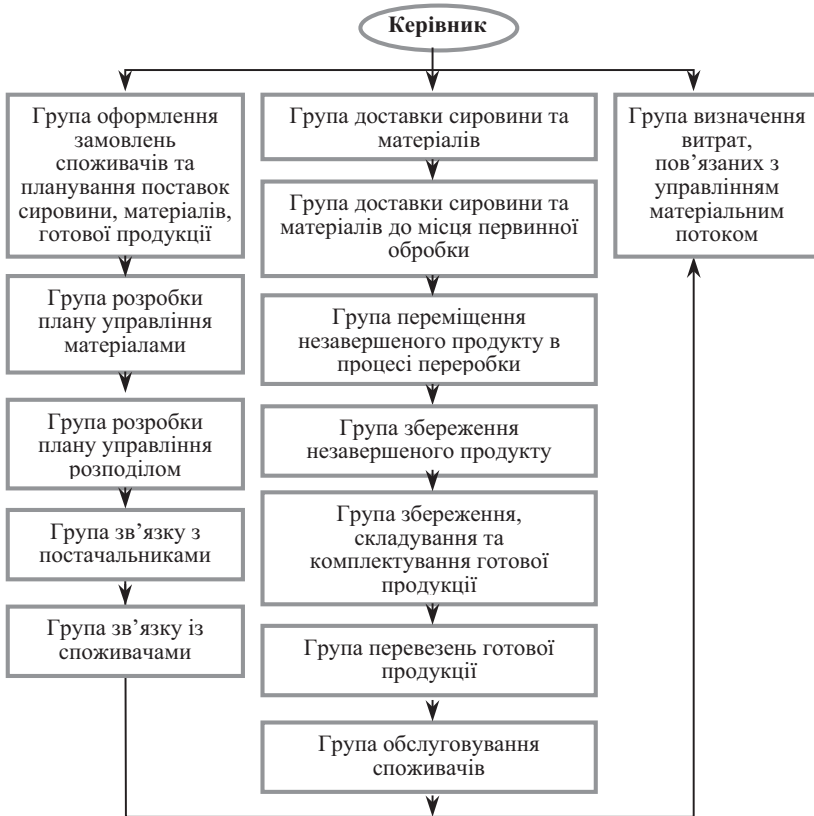 Керівник
Група оформлення
замовлень
споживачів та
планування поставок
сировини, матеріалів,
готової продукції
Група розробки
плану управління
матеріалами
Група розробки
плану управління
розподілом
Група зв’язку з
постачальниками
Група зв’язку із
споживачами
Група доставки сировини та
матеріалів
Група доставки сировини та
матеріалів до місця первинної
обробки
Група переміщення
незавершеного продукту в
процесі переробки
Група збереження
незавершеного продукту
Група збереження,
складування та
комплектування готової
продукції
Група перевезень готової
продукції
Група обслуговування
споживачів
Група визначення
витрат,
пов’язаних з
управлінням
матеріальним
потоком